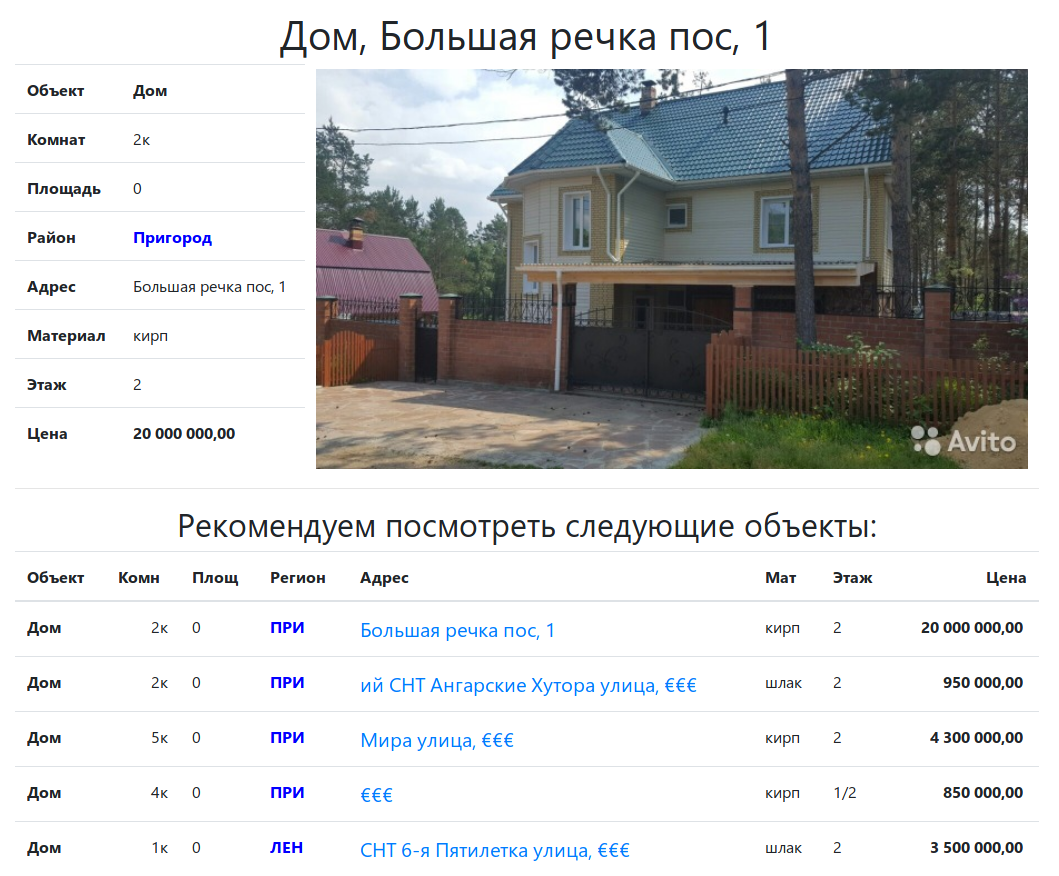 Дом, Большая речка пос, 1
Объект Дом
Комнат 2к
Площадь 0
Район Пригород
Адрес Большая речка пос, 1
Материал кирп
Этаж 2
Цена 20 000 000,00
Avito
Рекомендуем посмотреть следующие объекты:
Объект Комн Площ Регион Адрес Мат Этаж Цена
Дом 2к 0 ПРИ Большая речка пос, 1 кирп 2 20 000 000,00
Дом 2к 0 ПРИ ий СНТ Ангарские Хутора улица, €€€ шлак 2 950 000,00
Дом 5к 0 ПРИ Мира улица, €€€ кирп 2 4 300 000,00
Дом 4к 0 ПРИ €€€ кирп 1/2 850 000,00
Дом 1к 0 ЛЕН СНТ 6-я Пятилетка улица, €€€ шлак 2 3 500 000,00